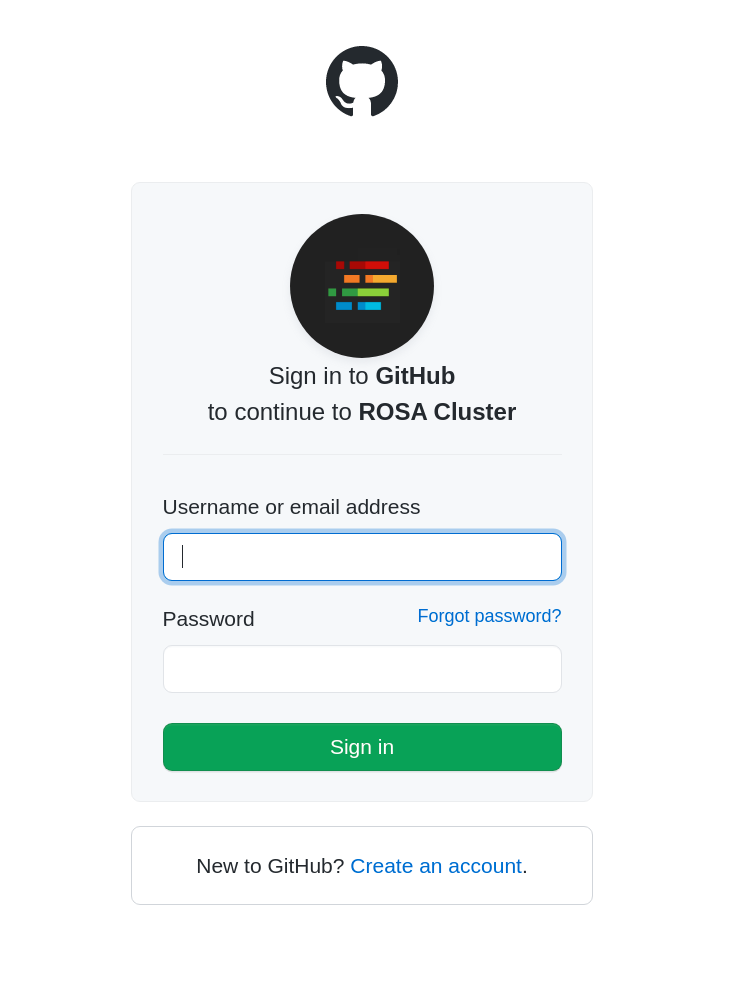 Sign in to GitHub
to continue to ROSA Cluster
Username or email address
Password Forgot password?
Sign in
New to GitHub? Create an account.